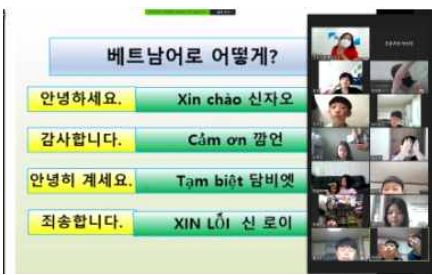 베트남어로 어떻게?
안녕하세요. Xin chào 신자오
감사합니다. Cảm ơn 깜언
안녕히 계세요. Tạm biệt 담비엣
죄송합니다. XIN LỖI 신 로이